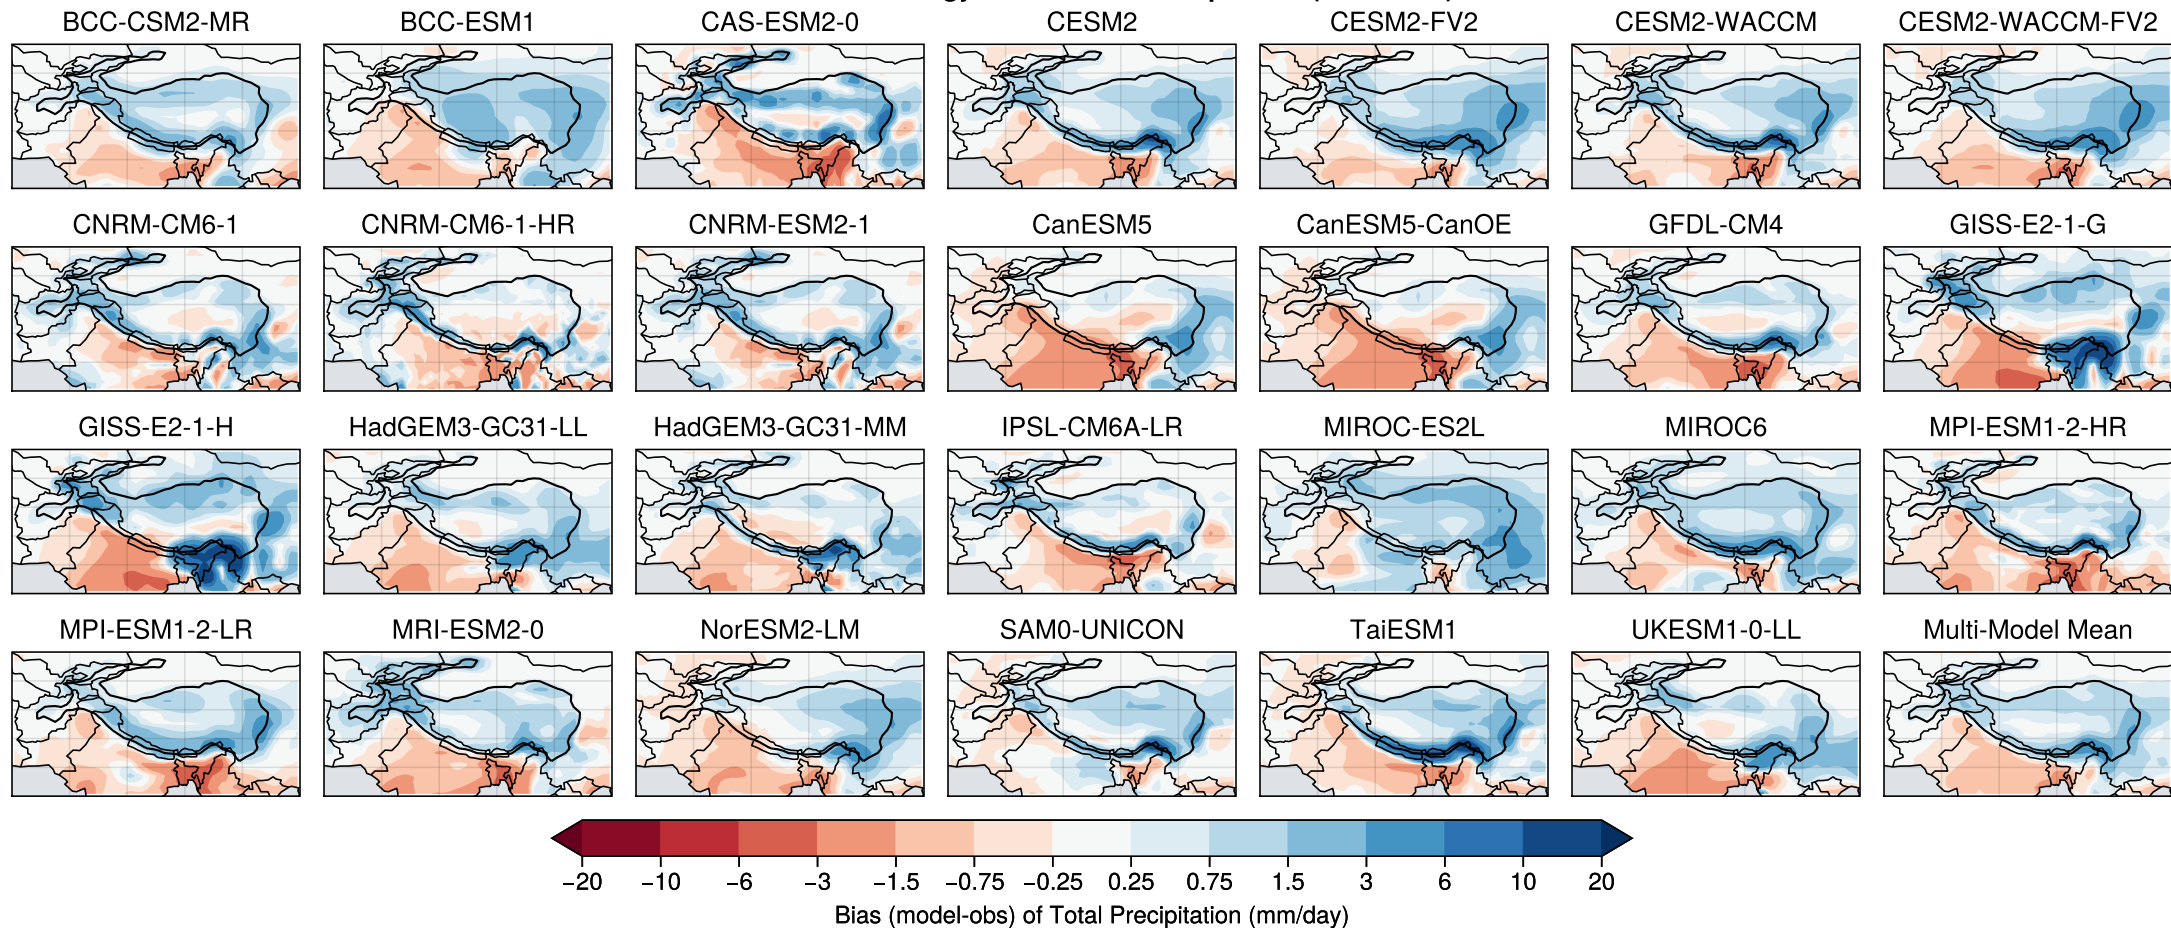 BCC-CSM2-MR BCC-ESM1 CAS-ESM2-0 CESM2 CESM2-FV2 CESM2-WACCM CESM2-WACCM-FV2
CNRM-CM6-1 CNRM-CM6-1-HR CNRM-ESM2-1 CanESM5 CanESM5-CanOE GFDL-CM4 GISS-E2-1-G
GISS-E2-1-H HadGEM3-GC31-LL HadGEM3-GC31-MM IPSL-CM6A-LR MIROC-ES2L MIROC6 MPI-ESM1-2-HR
MPI-ESM1-2-LR MRI-ESM2-0 NorESM2-LM SAM0-UNICON TaiESM1 UKESM1-0-LL Multi-Model Mean
−20 −10 −6 −3 −1.5 −0.75 −0.25 0.25 0.75 1.5 3 6 10 20
Bias (model-obs) of Total Precipitation (mm/day)